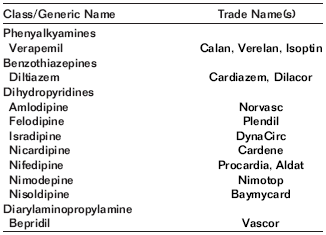 Class/Generic Name Trade Name(s)
Phenyalkyamines
Verapemil Calan, Verelan, Isoptin
Benzothiazepines
Diltiazem Cardiazem, Dilacor
Dihydropyridines
Amlodipine Norvasc
Felodipine Plendil
Isradipine DynaCirc
Nicardipine Cardene
Nifedipine Procardia, Aldat
Nimodepine Nimotop
Nisoldipine Baymycard
Diarylaminopropylamine
Bepridil Vascor